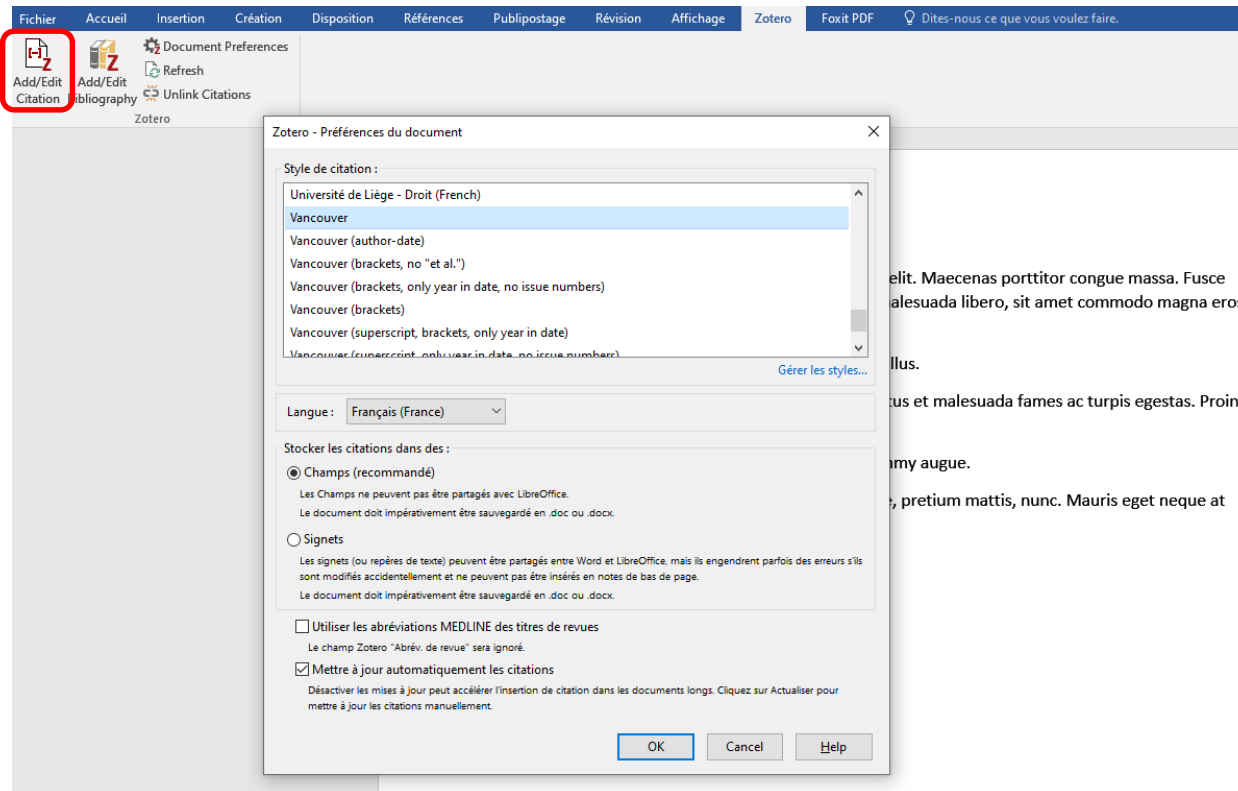 Fichier Accueil Insertion Création Disposition Références Publipostage Révision Affichage Zotero Foxit PDF Dites-nous ce que vous voulez faire.
[-] z
Add/Edit
Citation
Z
Add/Edit
ibliography
Document Preferences
Refresh
Unlink Citations
Zotero
Zotero - Préférences du document
Style de citation :
Université de Liège - Droit (French)
Vancouver
Vancouver (author-date)
Vancouver (brackets, no "et al.")
Vancouver (brackets, only year in date, no issue numbers)
Vancouver (brackets)
Vancouver (superscript, brackets, only year in date)
Vancouver (superscript, only year in date, no issue numbers)
Gérer les styles...
Langue : Français (France)
Stocker les citations dans des :
Champs (recommandé)
Les Champs ne peuvent pas être partagés avec LibreOffice.
Le document doit impérativement être sauvegardé en .doc ou .docx.
Signets
Les signets (ou repères de texte) peuvent être partagés entre Word et LibreOffice, mais ils engendrent parfois des erreurs s'ils
sont modifiés accidentellement et ne peuvent pas être insérés en notes de bas de page.
Le document doit impérativement être sauvegardé en .doc ou .docx.
Utiliser les abréviations MEDLINE des titres de revues
Le champ Zotero "Abrév. de revue" sera ignoré.
Mettre à jour automatiquement les citations
Désactiver les mises à jour peut accélérer l'insertion de citation dans les documents longs. Cliquez sur Actualiser pour
mettre à jour les citations manuellement.
OK Cancel Help
elit. Maecenas porttitor congue massa. Fusce
alesuada libero, sit amet commodo magna eros
llus.
tus et malesuada fames ac turpis egestas. Proin
mmy augue.
e, pretium mattis, nunc. Mauris eget neque at